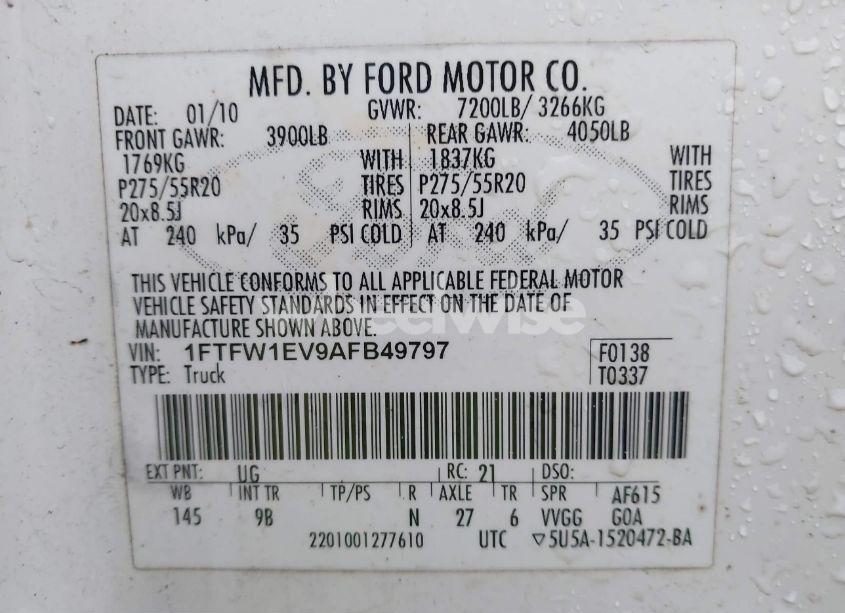 MFD. BY FORD MOTOR CO.
DATE: 01/10 GVWR: 7200LB/ 3266KG
FRONT GAWR: 3900LB REAR GAWR: 4050LB
1769KG WITH 1837KG WITH
P275/55R20 TIRES P275/55R20 TIRES
20x8.5J RIMS 20x8.5J RIMS
AT 240 kPa/ 35 PSI COLD AT 240 kPa/ 35 PSI COLD
THIS VEHICLE CONFORMS TO ALL APPLICABLE FEDERAL MOTOR
VEHICLE SAFETY STANDARDS IN EFFECT ON THE DATE OF
MANUFACTURE SHOWN ABOVE.
VIN: 1FTFW1EV9AFB49797 F0138
TYPE: Truck T0337
EXT PNT: UG RC: 21 DSO:
WB INT TR TP/PS R AXLE TR SPR AF615
145 9B N 27 6 VVGG GOA
2201001277610 UTC ▽5U5A-1520472-BA